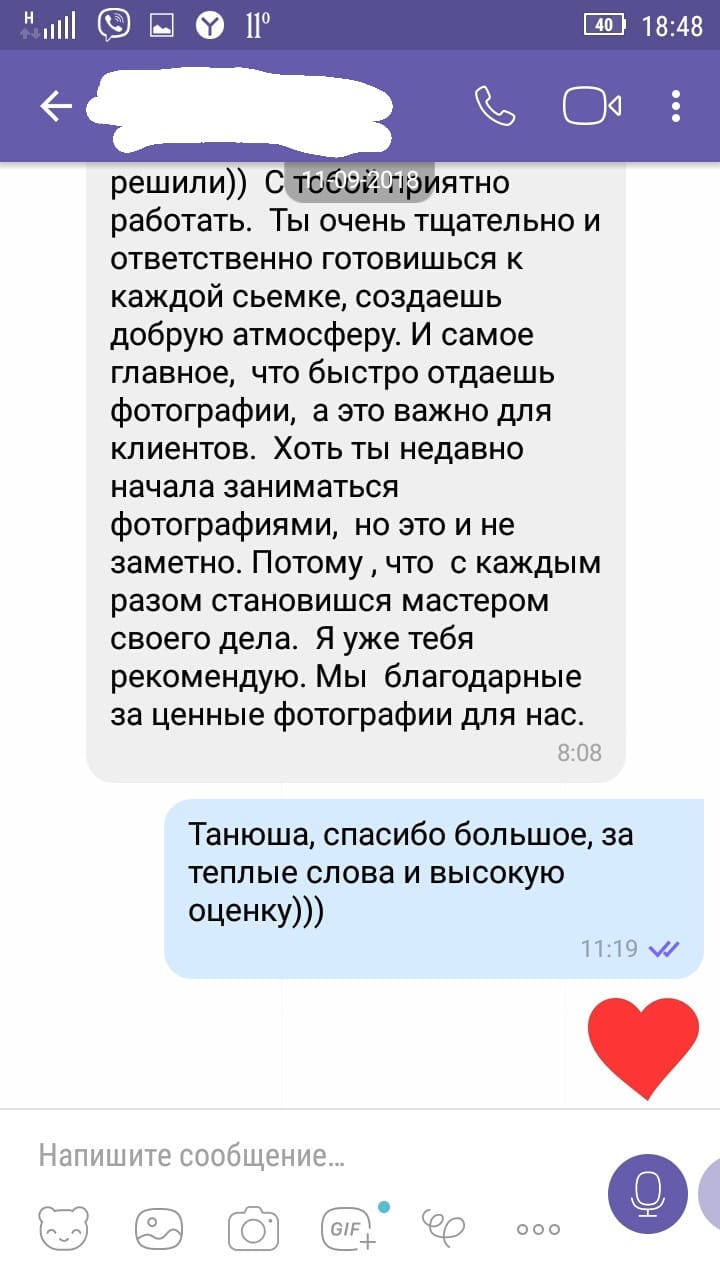 H
11°
40
18:48
11-09-2018
решили)) С тобой приятно
работать. Ты очень тщательно и
ответственно готовишься к
каждой сьемке, создаешь
добрую атмосферу. И самое
главное, что быстро отдаешь
фотографии, а это важно для
клиентов. Хоть ты недавно
начала заниматься
фотографиями, но это и не
заметно. Потому , что с каждым
разом становишся мастером
своего дела. Я уже тебя
рекомендую. Мы благодарные
за ценные фотографии для нас.
8:08
Танюша, спасибо большое, за
теплые слова и высокую
оценку)))
11:19
Напишите сообщение...
GIF